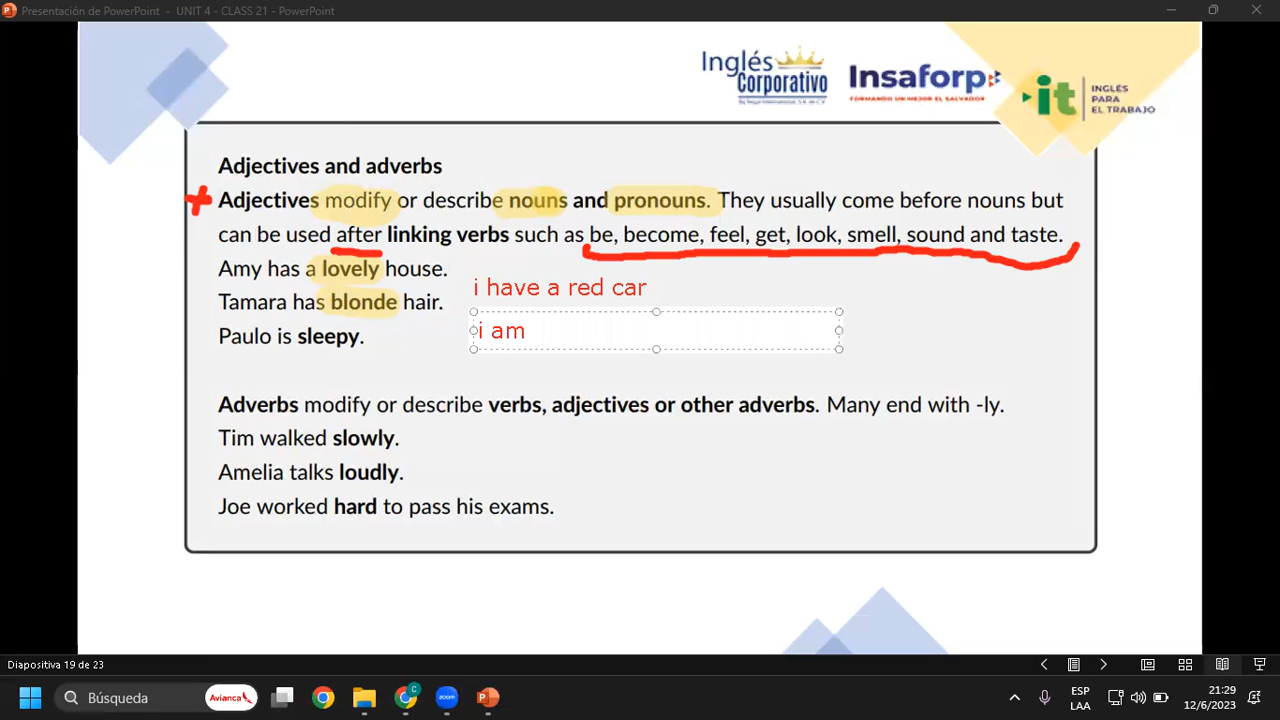 Presentación de PowerPoint - UNIT 4 - CLASS 21 - PowerPoint
Inglés
Corporativo
Insaforp
FORMANDO UN MEJOR EL SALVADOR
it
INGLÉS
PARA
EL TRABAJO
Adjectives and adverbs
Adjectives modify or describe nouns and pronouns. They usually come before nouns but
can be used after linking verbs such as be, become, feel, get, look, smell, sound and taste.
Amy has a lovely house.
i have a red car
Tamara has blonde hair.
i am
Paulo is sleepy.
Adverbs modify or describe verbs, adjectives or other adverbs. Many end with -ly.
Tim walked slowly.
Amelia talks loudly.
Joe worked hard to pass his exams.
Diapositiva 19 de 23
Búsqueda
Avianca
C
zoom
ESP
LAA
21:29
12/6/2023